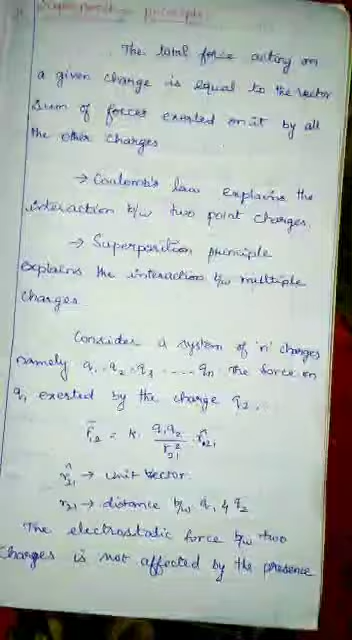 Superposition principle
The total force acting on
a given charge is equal to the vector
sum of forces exerted on it by all
the other charges
→ Coulomb's law explains the
interaction b/w two point charges.
→ Superposition principle
explains the interaction b/w multiple
charges
Consider a system of 'n' charges
namely q₁, q₂, q₃ ..... qn. The force on
q₁ exerted by the charge q₂,
F̄₁₂ = K. q₁q₂ / r²₂₁ r̂₂₁
r̂₂₁ → unit vector.
r₂₁ → distance b/w q₁ & q₂
The electrostatic force b/w two
charges is not affected by the presence